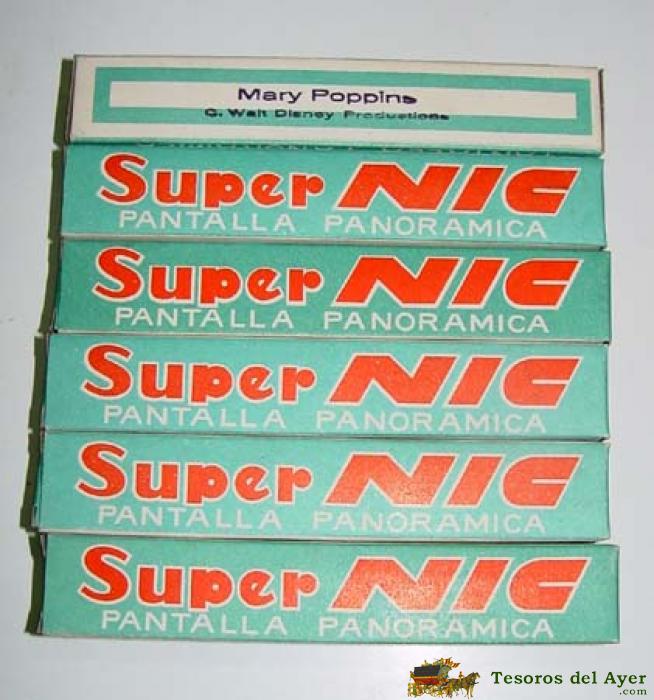 Mary Poppins
C. Walt Disney Productions
Super NIC
PANTALLA PANORAMICA
Super NIC
PANTALLA PANORAMICA
Super NIC
PANTALLA PANORAMICA
Super NIC
PANTALLA PANORAMICA
Super NIC
PANTALLA PANORAMICA
Tesoros del Ayer
.com